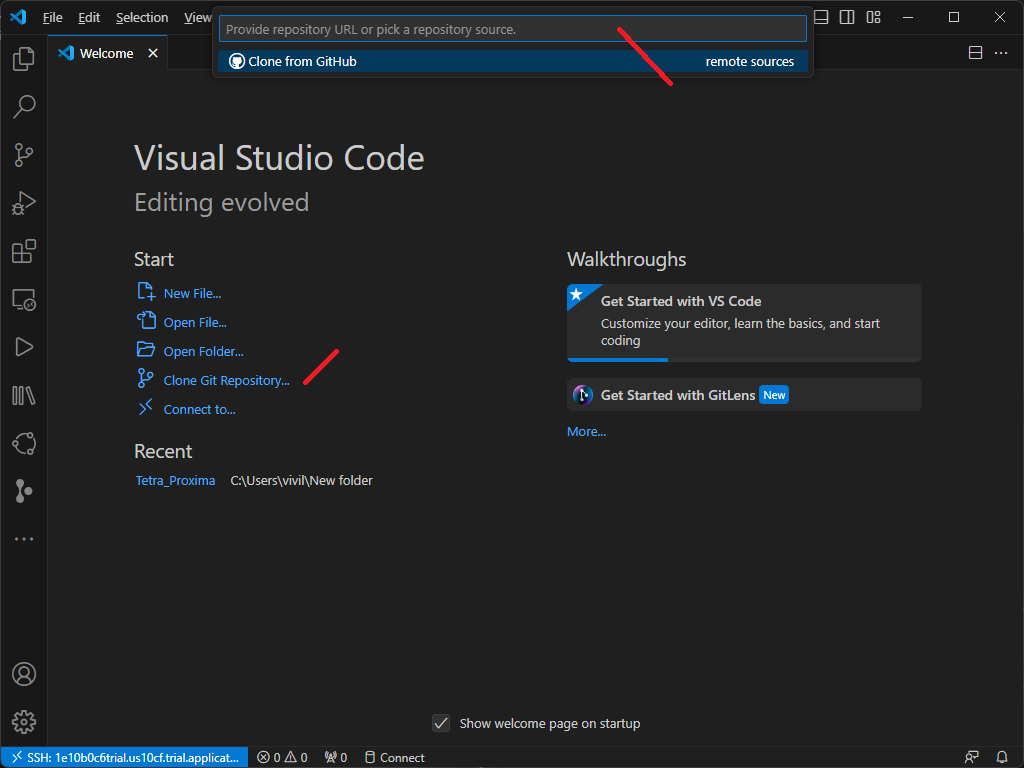 File Edit Selection View
Provide repository URL or pick a repository source.
Clone from GitHub remote sources
Welcome
Visual Studio Code
Editing evolved
Start
New File...
Open File...
Open Folder...
Clone Git Repository...
Connect to...
Recent
Tetra_Proxima C:\Users\vivil\New folder
Walkthroughs
Get Started with VS Code
Customize your editor, learn the basics, and start
coding
Get Started with GitLens New
More...
Show welcome page on startup
SSH: 1e10b0c6trial.us10cf.trial.applicat... 0 0 0 Connect